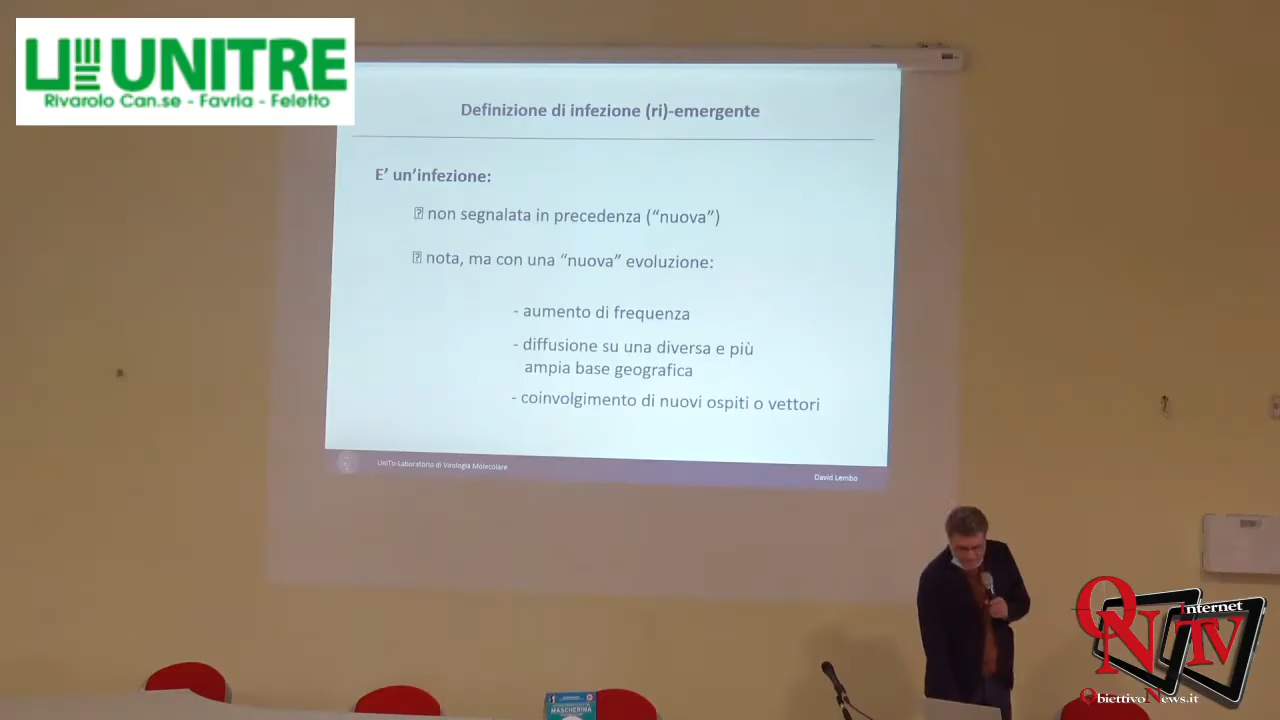 UNITRE
Rivarolo Can.se - Favria - Feletto
Definizione di infezione (ri)-emergente
E’ un’infezione:
non segnalata in precedenza (“nuova”)
nota, ma con una “nuova” evoluzione:
- aumento di frequenza
- diffusione su una diversa e più
ampia base geografica
- coinvolgimento di nuovi ospiti o vettori
UniTo-Laboratorio di Virologia Molecolare
David Lembo
MASCHERINA
Internet
ON TV
ObiettivoNews.it